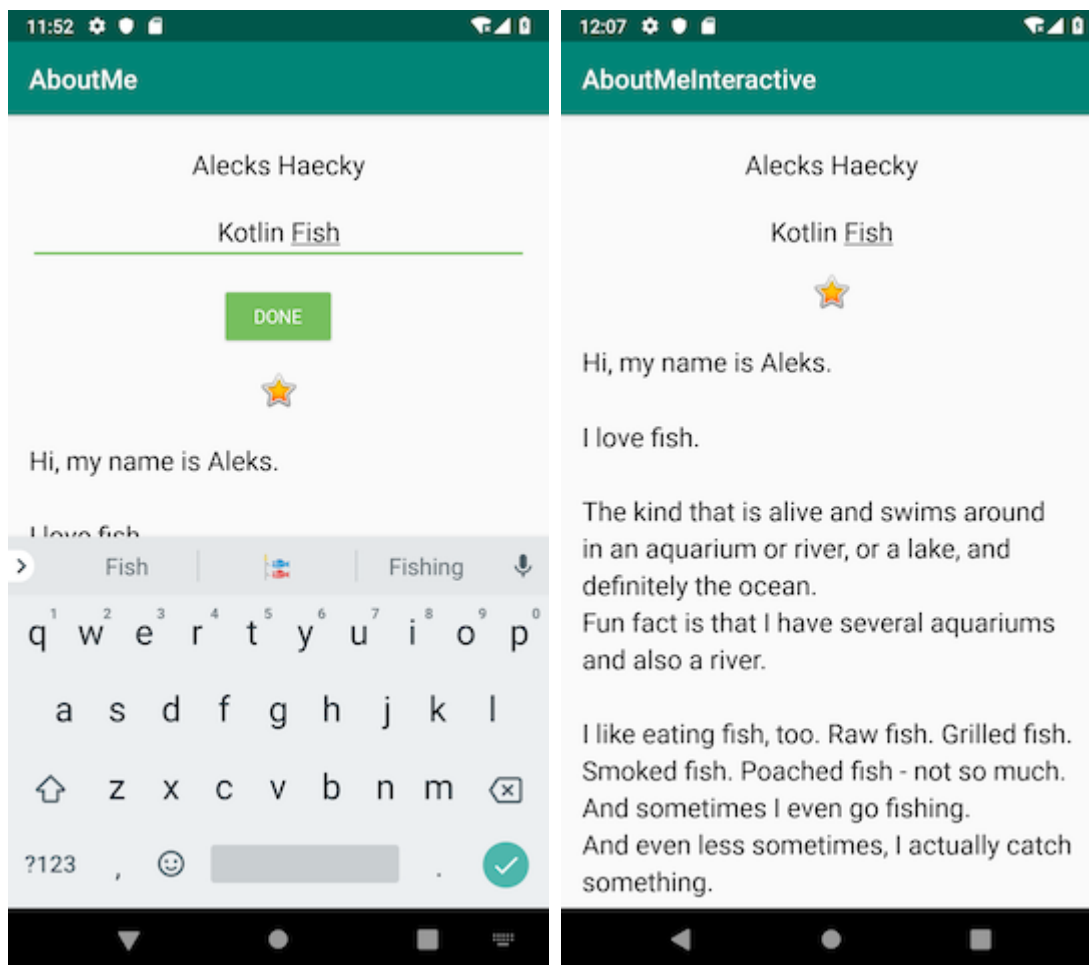 11:52
AboutMe
Alecks Haecky
Kotlin Fish
DONE
Hi, my name is Aleks.
I love fish
Fish
Fishing
1 2 3 4 5 6 7 8 9 0
q w e r t y u i o p
a s d f g h j k l
z x c v b n m
?123 , .
12:07
AboutMeInteractive
Alecks Haecky
Kotlin Fish
Hi, my name is Aleks.
I love fish.
The kind that is alive and swims around
in an aquarium or river, or a lake, and
definitely the ocean.
Fun fact is that I have several aquariums
and also a river.
I like eating fish, too. Raw fish. Grilled fish.
Smoked fish. Poached fish - not so much.
And sometimes I even go fishing.
And even less sometimes, I actually catch
something.